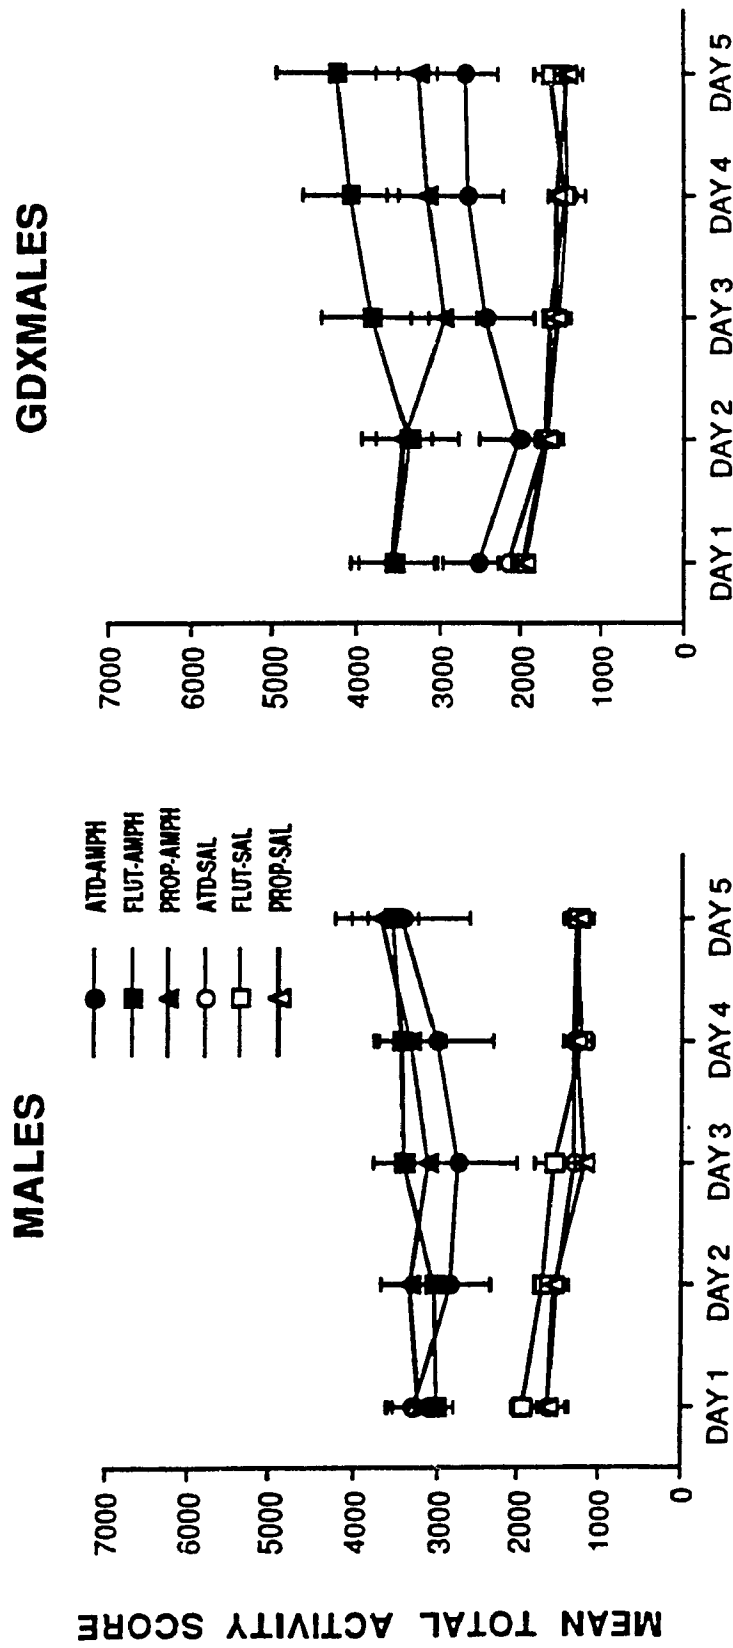 MALES
GDXMALES
ATD-AMPH
FLUT-AMPH
PROP-AMPH
ATD-SAL
FLUT-SAL
PROP-SAL
MEAN TOTAL ACTIVITY SCORE
7000
6000
5000
4000
3000
2000
1000
0
DAY 1
DAY 2
DAY 3
DAY 4
DAY 5
7000
6000
5000
4000
3000
2000
1000
0
DAY 1
DAY 2
DAY 3
DAY 4
DAY 5